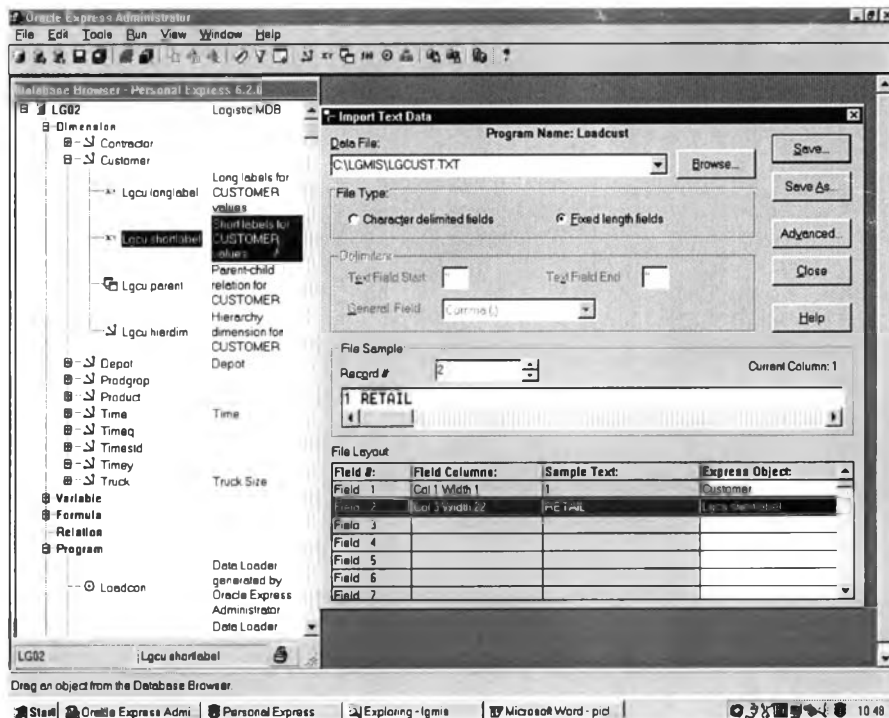 Oracle Express Administrator
File Edit Tools Run View Window Help
Database Browser - Personal Express 6.2.0
LG02 Logistic MDB
Dimension
Contractor
Customer
Lgcu longlabel Long labels for CUSTOMER values
Lgcu shortlabel Short labels for CUSTOMER values
Lgcu parent Parent-child relation for CUSTOMER
Lgcu hierdim Hierarchy dimension for CUSTOMER
Depot Depot
Prodgrop
Product
Time Time
Timeq
Timesid
Timey
Truck Truck Size
Variable
Formula
Relation
Program
Loadcon Data Loader generated by Oracle Express Administrator
Data Loader
LG02 Lgcu shortlabel
Import Text Data
Program Name: Loadcust
Data File:
C:\LGMIS\LGCUST.TXT
Browse...
Save...
Save As...
Advanced...
Close
Help
File Type:
Character delimited fields
Fixed length fields
Delimiters
Text Field Start "
Text Field End "
General Field Comma (,)
File Sample
Record # 2
Current Column: 1
1 RETAIL
File Layout
Field #: Field Columns: Sample Text: Express Object:
Field 1 Col 1 Width 1 1 Customer
Field 2 Col 3 Width 22 RETAIL Lgcu shortlabel
Field 3
Field 4
Field 5
Field 6
Field 7
Drag an object from the Database Browser.
Start Oracle Express Admi... Personal Express Exploring - lgmis Microsoft Word - pid 10:48